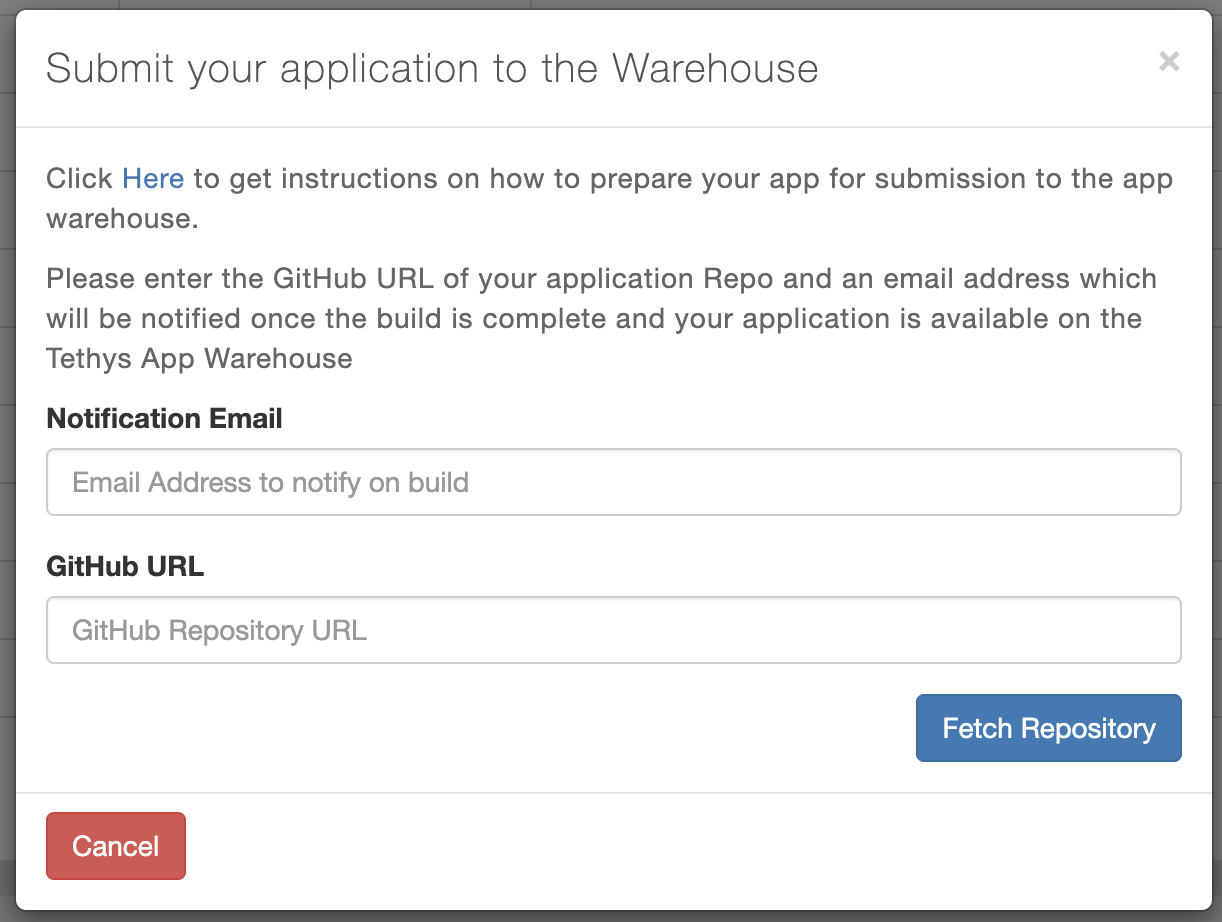 Submit your application to the Warehouse
×
Click Here to get instructions on how to prepare your app for submission to the app
warehouse.
Please enter the GitHub URL of your application Repo and an email address which
will be notified once the build is complete and your application is available on the
Tethys App Warehouse
Notification Email
Email Address to notify on build
GitHub URL
GitHub Repository URL
Fetch Repository
Cancel